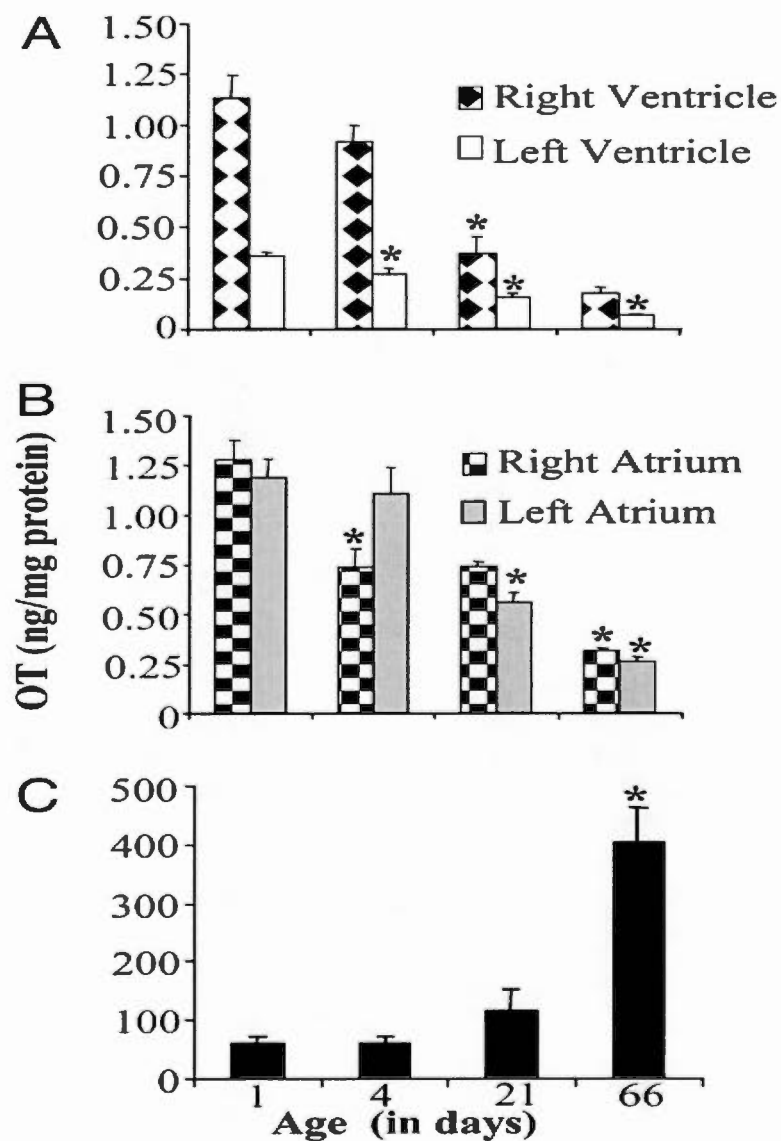 A
1.50
1.25
1.00
0.75
0.50
0.25
0
Right Ventricle
Left Ventricle
*
*
*
*
B
1.50
1.25
1.00
0.75
0.50
0.25
0
Right Atrium
Left Atrium
*
*
*
*
OT (ng/mg protein)
C
500
400
300
200
100
0
*
1 4 21 66
Age (in days)